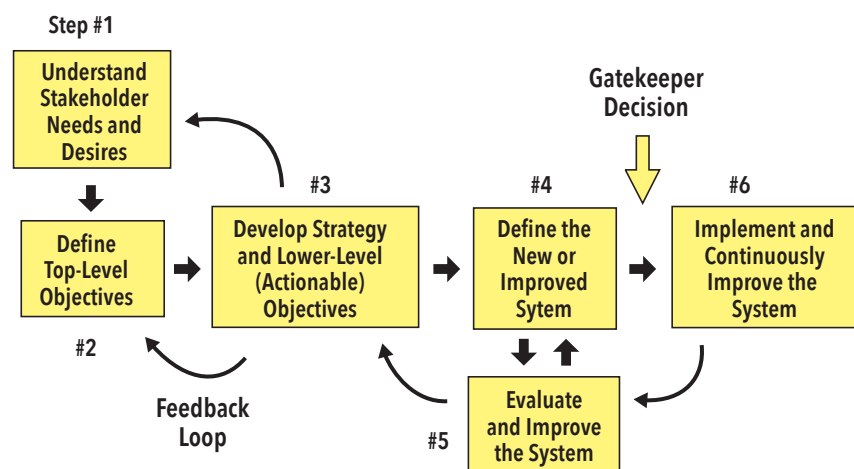 Step #1
Understand
Stakeholder
Needs and
Desires
Define
Top-Level
Objectives
#2
#3
Develop Strategy
and Lower-Level
(Actionable)
Objectives
Feedback
Loop
#4
Define the
New or
Improved
Sytem
#5
Evaluate
and Improve
the System
Gatekeeper
Decision
#6
Implement and
Continuously
Improve the
System